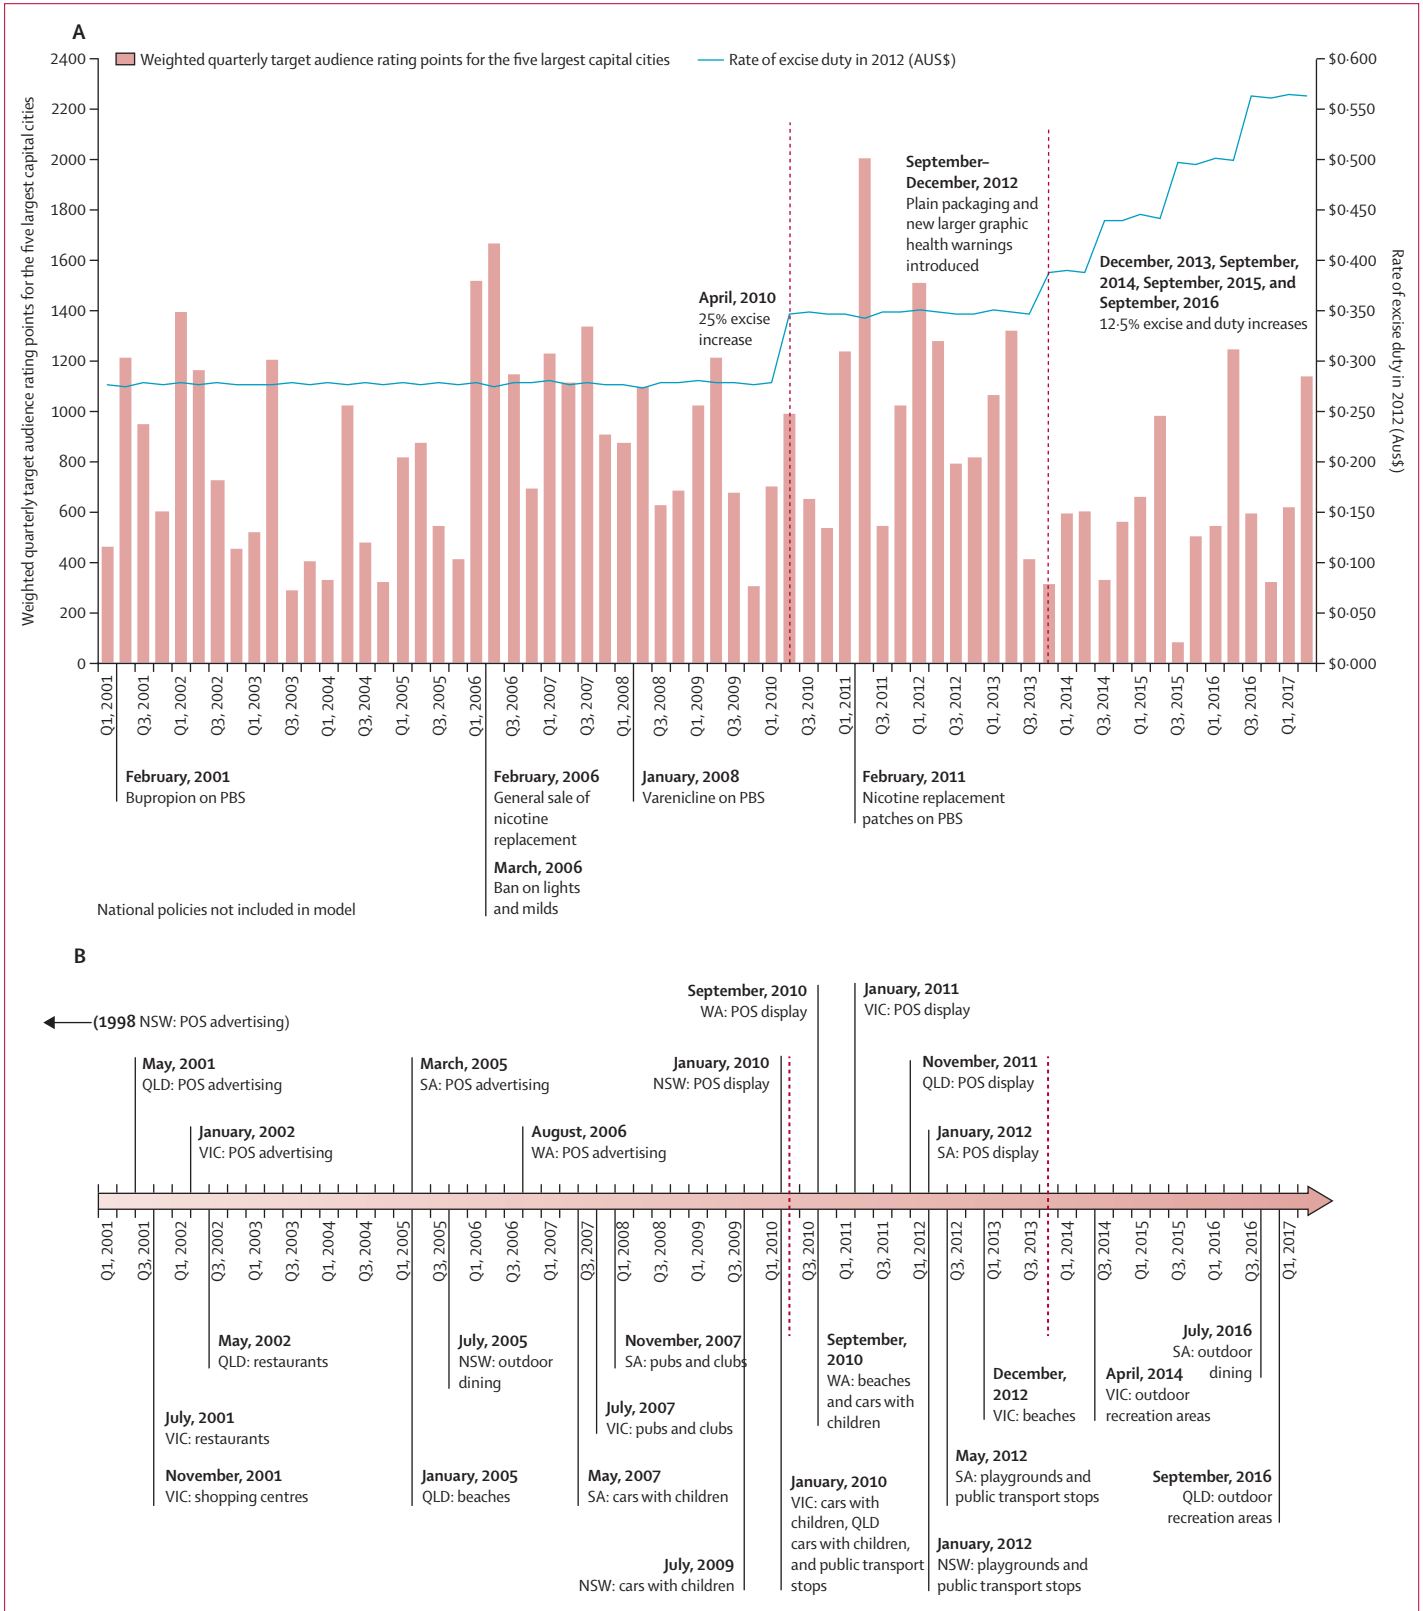 A
Weighted quarterly target audience rating points for the five largest capital cities
Rate of excise duty in 2012 (AUS$)
Weighted quarterly target audience rating points for the five largest capital cities
2400
2200
2000
1800
1600
1400
1200
1000
800
600
400
200
0
$0·600
$0·550
$0·500
$0·450
$0·400
$0·350
$0·300
$0·250
$0·200
$0·150
$0·100
$0·050
$0·000
Rate of excise duty in 2012 (Aus$)
April, 2010
25% excise
increase
September–
December, 2012
Plain packaging and
new larger graphic
health warnings
introduced
December, 2013, September,
2014, September, 2015, and
September, 2016
12·5% excise and duty increases
Q1, 2001
Q3, 2001
Q1, 2002
Q3, 2002
Q1, 2003
Q3, 2003
Q1, 2004
Q3, 2004
Q1, 2005
Q3, 2005
Q1, 2006
Q3, 2006
Q1, 2007
Q3, 2007
Q1, 2008
Q3, 2008
Q1, 2009
Q3, 2009
Q1, 2010
Q3, 2010
Q1, 2011
Q3, 2011
Q1, 2012
Q3, 2012
Q1, 2013
Q3, 2013
Q1, 2014
Q3, 2014
Q1, 2015
Q3, 2015
Q1, 2016
Q3, 2016
Q1, 2017
February, 2001
Bupropion on PBS
February, 2006
General sale of
nicotine
replacement
March, 2006
Ban on lights
and milds
January, 2008
Varenicline on PBS
February, 2011
Nicotine replacement
patches on PBS
National policies not included in model
B
(1998 NSW: POS advertising)
May, 2001
QLD: POS advertising
January, 2002
VIC: POS advertising
March, 2005
SA: POS advertising
August, 2006
WA: POS advertising
January, 2010
NSW: POS display
September, 2010
WA: POS display
January, 2011
VIC: POS display
November, 2011
QLD: POS display
January, 2012
SA: POS display
Q1, 2001
Q3, 2001
Q1, 2002
Q3, 2002
Q1, 2003
Q3, 2003
Q1, 2004
Q3, 2004
Q1, 2005
Q3, 2005
Q1, 2006
Q3, 2006
Q1, 2007
Q3, 2007
Q1, 2008
Q3, 2008
Q1, 2009
Q3, 2009
Q1, 2010
Q3, 2010
Q1, 2011
Q3, 2011
Q1, 2012
Q3, 2012
Q1, 2013
Q3, 2013
Q1, 2014
Q3, 2014
Q1, 2015
Q3, 2015
Q1, 2016
Q3, 2016
Q1, 2017
July, 2001
VIC: restaurants
November, 2001
VIC: shopping centres
May, 2002
QLD: restaurants
January, 2005
QLD: beaches
July, 2005
NSW: outdoor
dining
May, 2007
SA: cars with children
July, 2007
VIC: pubs and clubs
November, 2007
SA: pubs and clubs
July, 2009
NSW: cars with children
January, 2010
VIC: cars with
children, QLD
cars with children,
and public transport
stops
September,
2010
WA: beaches
and cars with
children
January, 2012
NSW: playgrounds and
public transport stops
May, 2012
SA: playgrounds and
public transport stops
December,
2012
VIC: beaches
April, 2014
VIC: outdoor
recreation areas
July, 2016
SA: outdoor
dining
September, 2016
QLD: outdoor
recreation areas